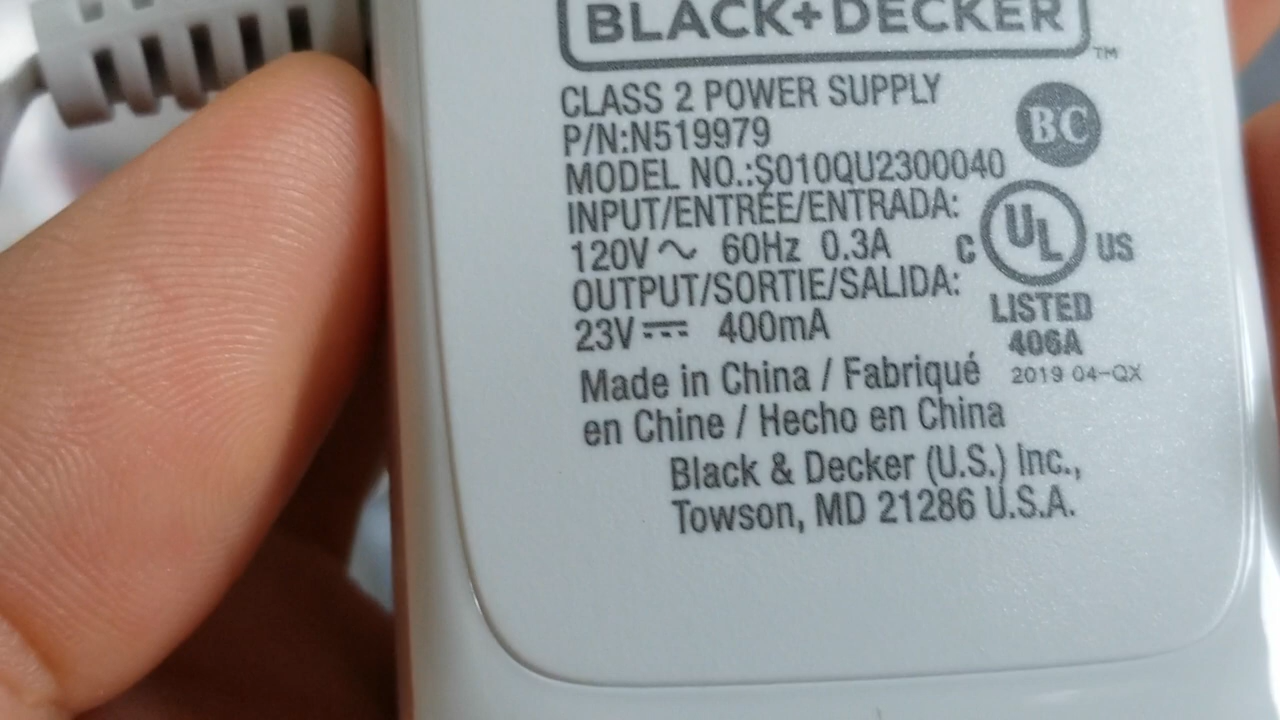 BLACK+DECKER
™
CLASS 2 POWER SUPPLY
P/N:N519979
BC
MODEL NO.:S010QU2300040
INPUT/ENTRÉE/ENTRADA:
120V ~ 60Hz 0.3A
C UL US
OUTPUT/SORTIE/SALIDA:
LISTED
23V ⎓ 400mA
406A
Made in China / Fabriqué
2019 04-QX
en Chine / Hecho en China
Black & Decker (U.S.) Inc.,
Towson, MD 21286 U.S.A.